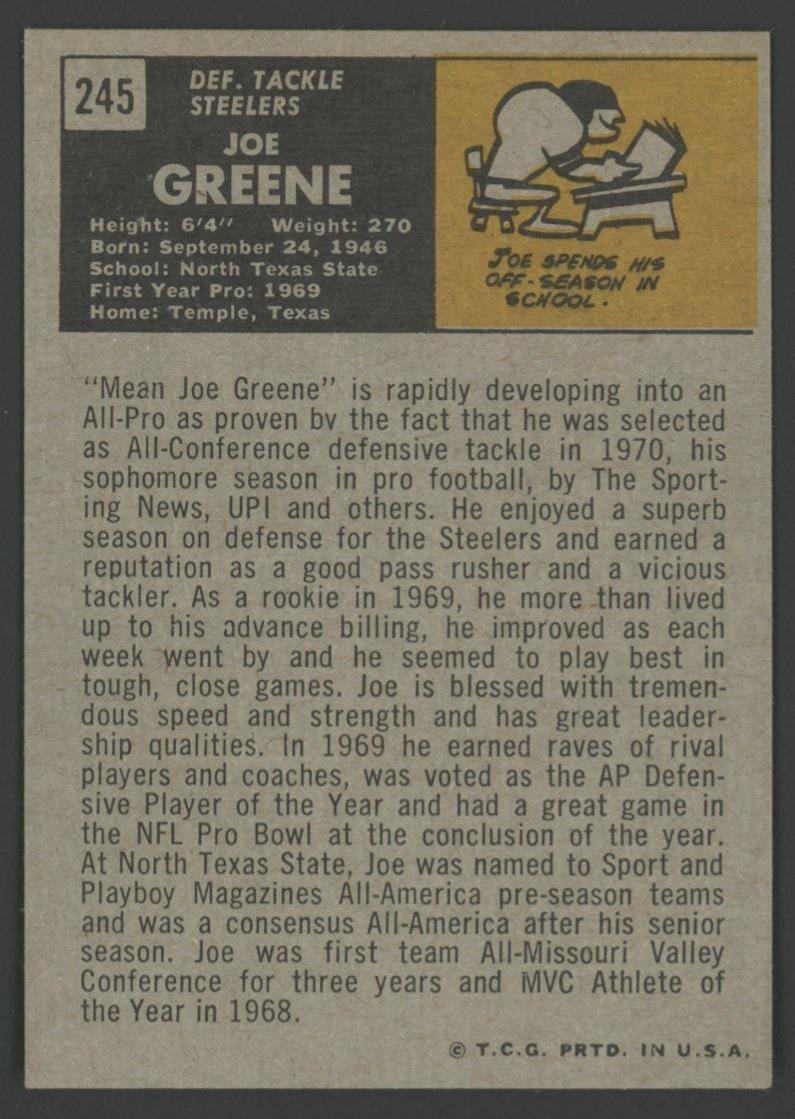 245
DEF. TACKLE
STEELERS
JOE
GREENE
Height: 6'4" Weight: 270
Born: September 24, 1946
School: North Texas State
First Year Pro: 1969
Home: Temple, Texas
JOE SPENDS HIS
OFF-SEASON IN
SCHOOL.
"Mean Joe Greene" is rapidly developing into an
All-Pro as proven by the fact that he was selected
as All-Conference defensive tackle in 1970, his
sophomore season in pro football, by The Sport-
ing News, UPI and others. He enjoyed a superb
season on defense for the Steelers and earned a
reputation as a good pass rusher and a vicious
tackler. As a rookie in 1969, he more than lived
up to his advance billing, he improved as each
week went by and he seemed to play best in
tough, close games. Joe is blessed with tremen-
dous speed and strength and has great leader-
ship qualities. In 1969 he earned raves of rival
players and coaches, was voted as the AP Defen-
sive Player of the Year and had a great game in
the NFL Pro Bowl at the conclusion of the year.
At North Texas State, Joe was named to Sport and
Playboy Magazines All-America pre-season teams
and was a consensus All-America after his senior
season. Joe was first team All-Missouri Valley
Conference for three years and MVC Athlete of
the Year in 1968.
© T.C.G. PRTD. IN U.S.A.